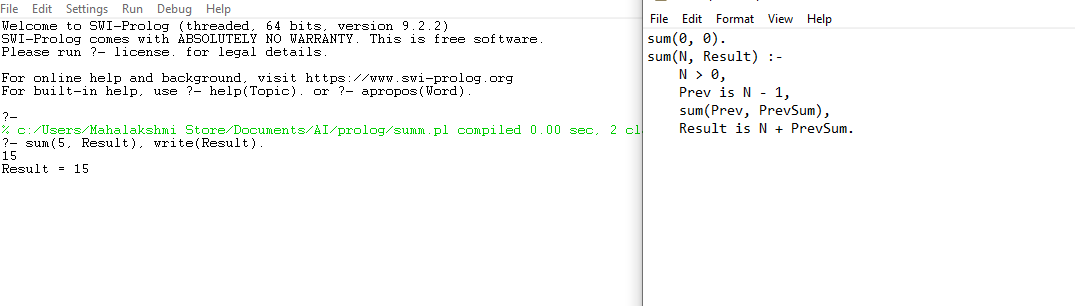 File Edit Settings Run Debug Help
Welcome to SWI-Prolog (threaded, 64 bits, version 9.2.2)
SWI-Prolog comes with ABSOLUTELY NO WARRANTY. This is free software.
Please run ?- license. for legal details.
For online help and background, visit https://www.swi-prolog.org
For built-in help, use ?- help(Topic). or ?- apropos(Word).
?-
% c:/Users/Mahalakshmi Store/Documents/AI/prolog/summ.pl compiled 0.00 sec, 2
?- sum(5, Result), write(Result).
15
Result = 15
File Edit Format View Help
sum(0, 0).
sum(N, Result) :-
    N > 0,
    Prev is N - 1,
    sum(Prev, PrevSum),
    Result is N + PrevSum.